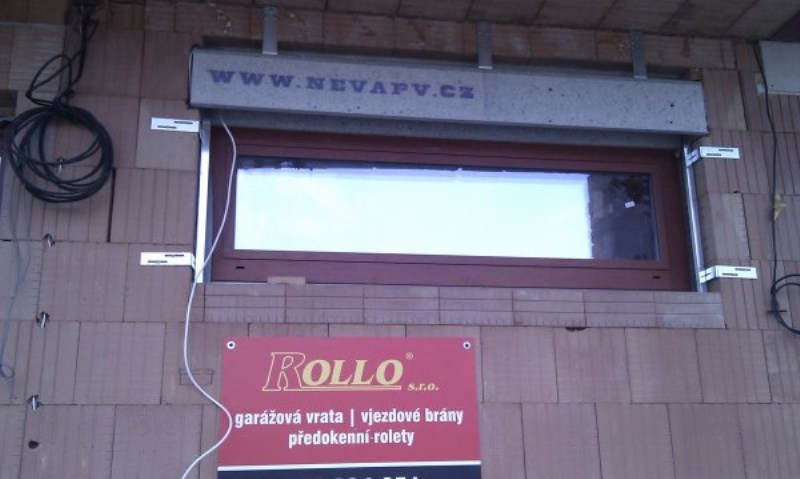 WWW.NEVAPV.CZ
ROLLO®
s.r.o.
garážová vrata | vjezdové brány
předokenní rolety